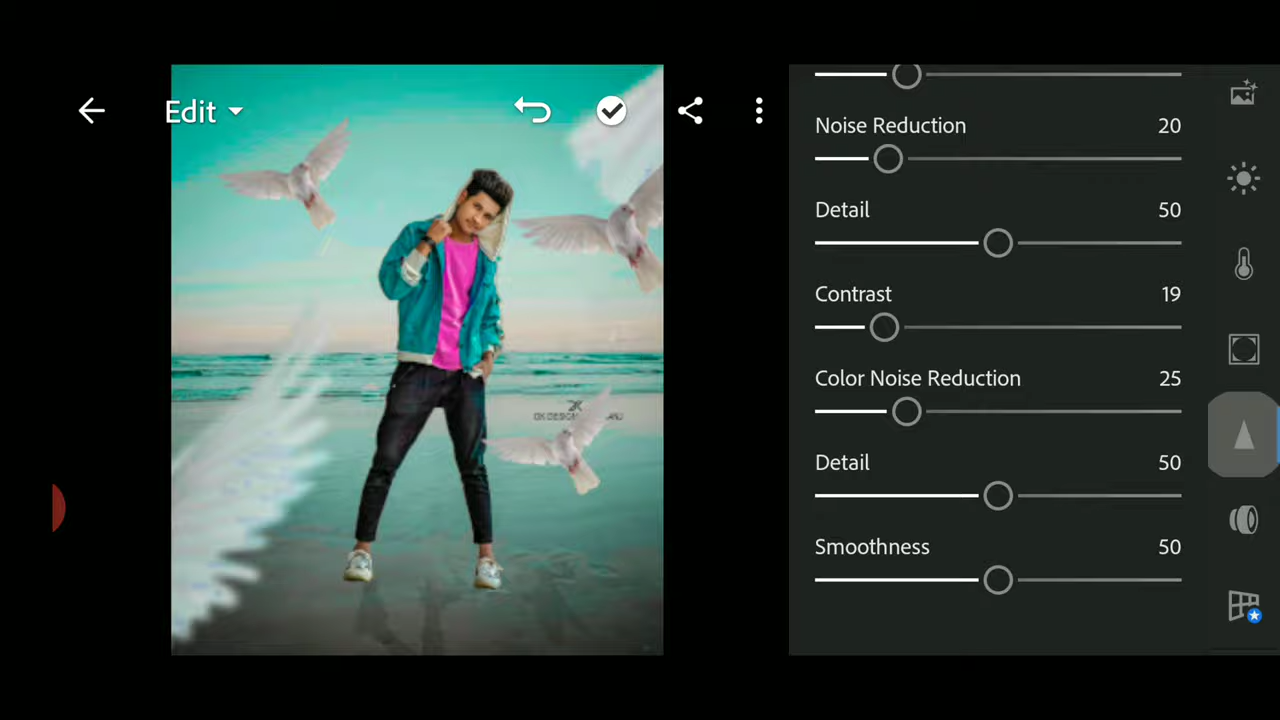 Edit
Noise Reduction 20
Detail 50
Contrast 19
Color Noise Reduction 25
Detail 50
Smoothness 50